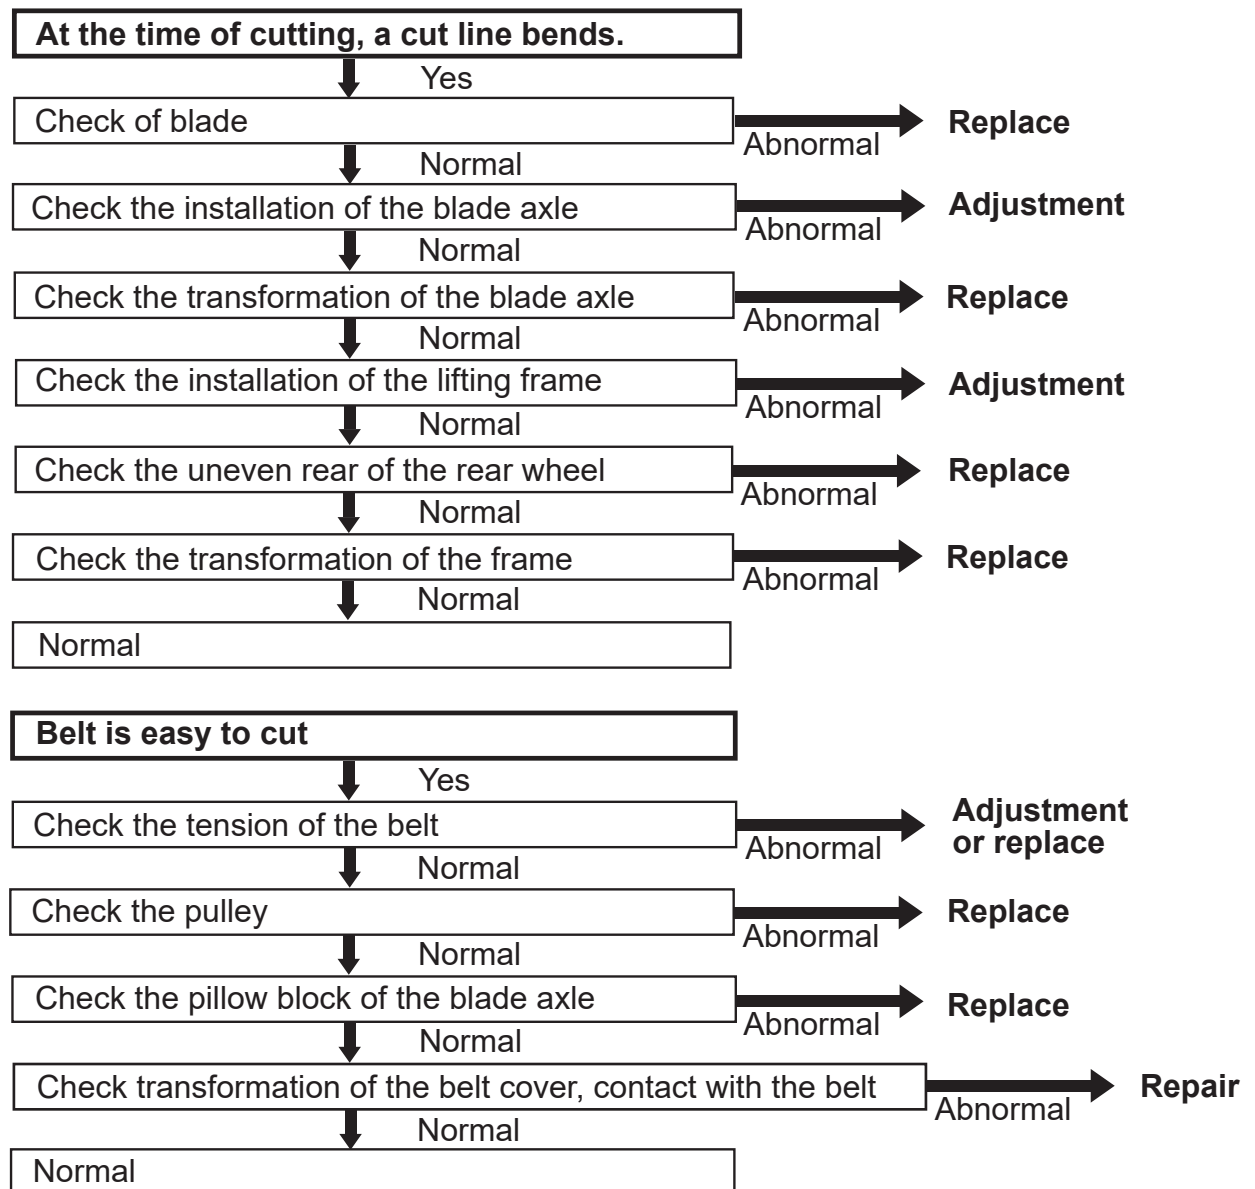 At the time of cutting, a cut line bends.
Yes
Check of blade
Abnormal
Replace
Normal
Check the installation of the blade axle
Abnormal
Adjustment
Normal
Check the transformation of the blade axle
Abnormal
Replace
Normal
Check the installation of the lifting frame
Abnormal
Adjustment
Normal
Check the uneven rear of the rear wheel
Abnormal
Replace
Normal
Check the transformation of the frame
Abnormal
Replace
Normal
Normal
Belt is easy to cut
Yes
Check the tension of the belt
Abnormal
Adjustment
or replace
Normal
Check the pulley
Abnormal
Replace
Normal
Check the pillow block of the blade axle
Abnormal
Replace
Normal
Check transformation of the belt cover, contact with the belt
Abnormal
Repair
Normal
Normal